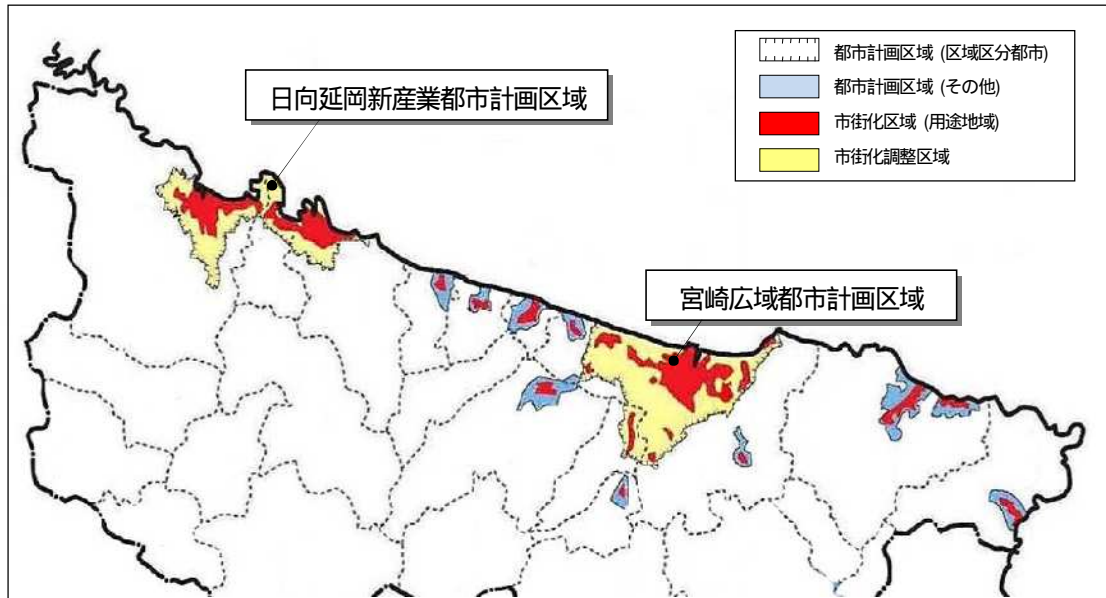 都市計画区域 (区域区分都市)
都市計画区域 (その他)
市街化区域 (用途地域)
市街化調整区域
日向延岡新産業都市計画区域
宮崎広域都市計画区域